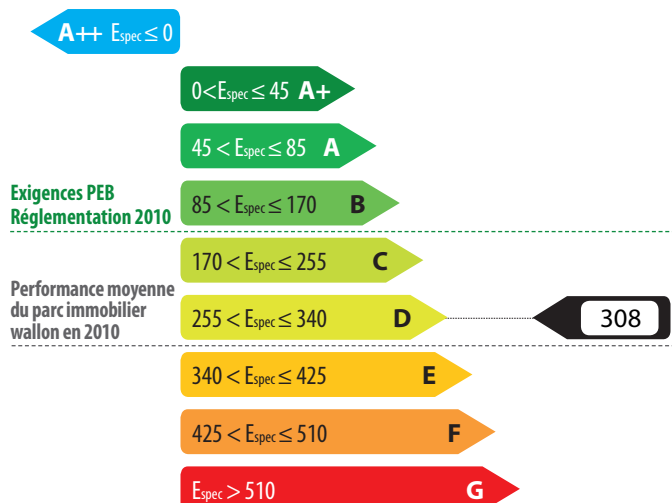 A++ Espec ≤ 0
0<Espec ≤ 45 A+
45 < Espec ≤ 85 A
Exigences PEB
Réglementation 2010
85 < Espec ≤ 170 B
170 < Espec ≤ 255 C
Performance moyenne
du parc immobilier
wallon en 2010
255 < Espec ≤ 340 D
308
340 < Espec ≤ 425 E
425 < Espec ≤ 510 F
Espec > 510 G